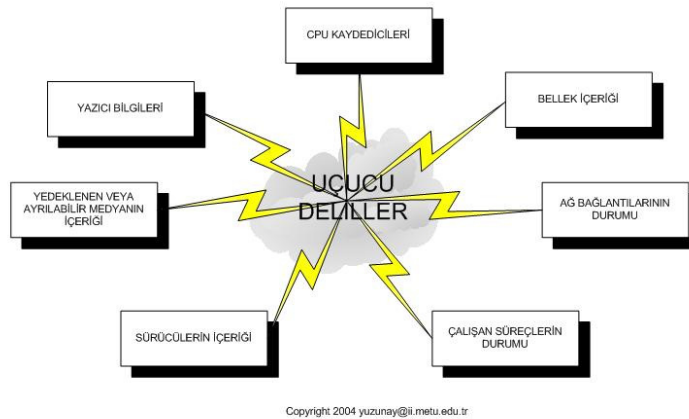 CPU KAYDEDİCİLERİ
YAZICI BİLGİLERİ
BELLEK İÇERİĞİ
UÇUCU
DELİLLER
YEDEKLENEN VEYA
AYRILABİLİR MEDYANIN
İÇERİĞİ
AĞ BAĞLANTILARININ
DURUMU
SÜRÜCÜLERİN İÇERİĞİ
ÇALIŞAN SÜREÇLERİN
DURUMU
Copyright 2004 yuzunay@ii.metu.edu.tr